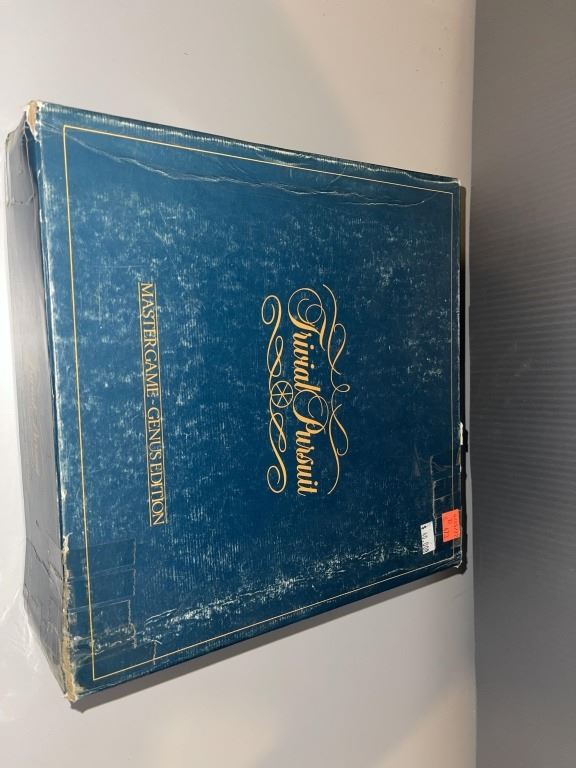 Trivial Pursuit
MASTER GAME - GENUS EDITION